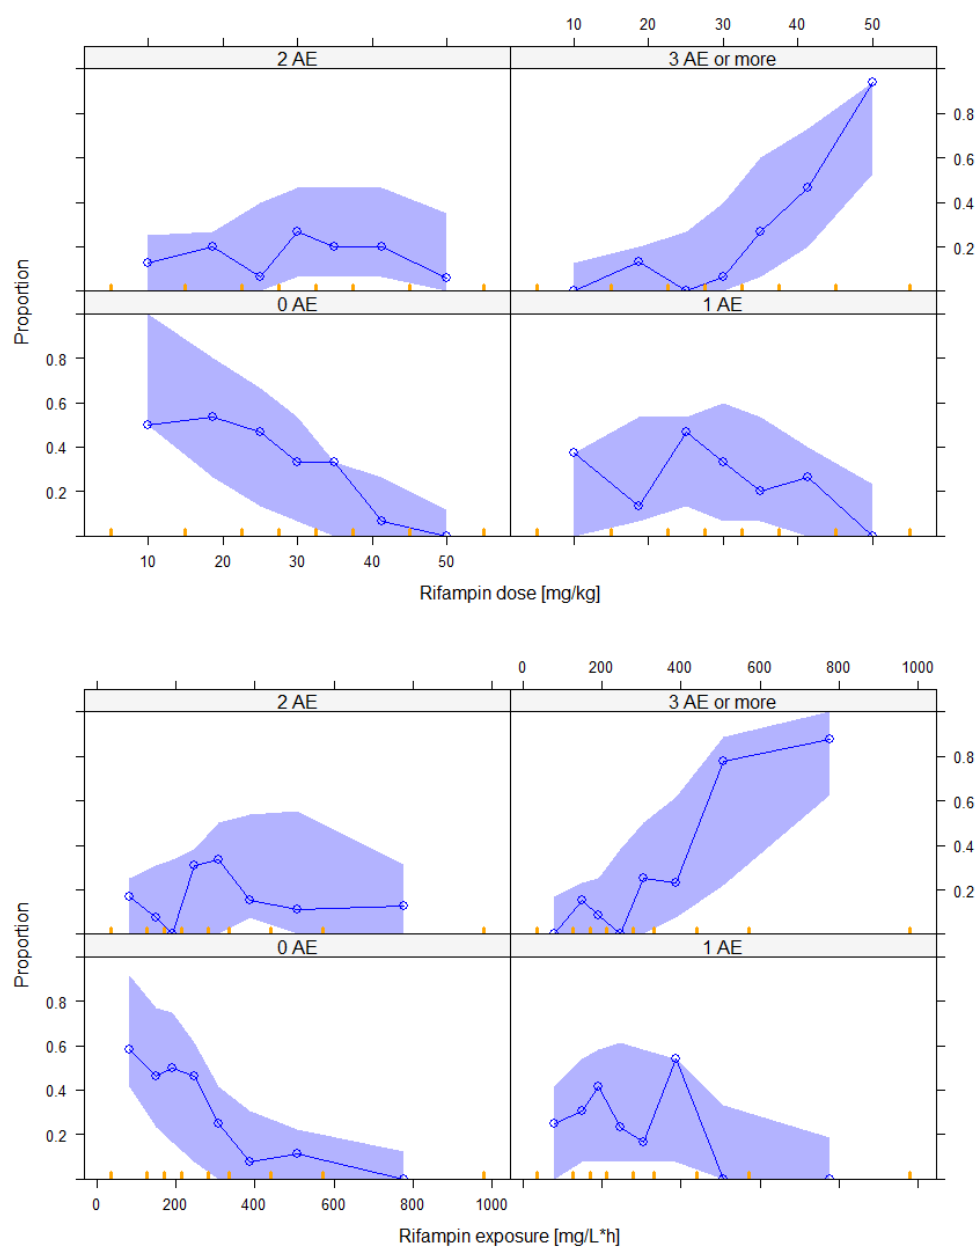 10 20 30 40 50
2 AE 3 AE or more
0.8
0.6
0.4
0.2
Proportion
0 AE 1 AE
0.8
0.6
0.4
0.2
10 20 30 40 50
Rifampin dose [mg/kg]
0 200 400 600 800 1000
2 AE 3 AE or more
0.8
0.6
0.4
0.2
Proportion
0 AE 1 AE
0.8
0.6
0.4
0.2
0 200 400 600 800 1000
Rifampin exposure [mg/L*h]